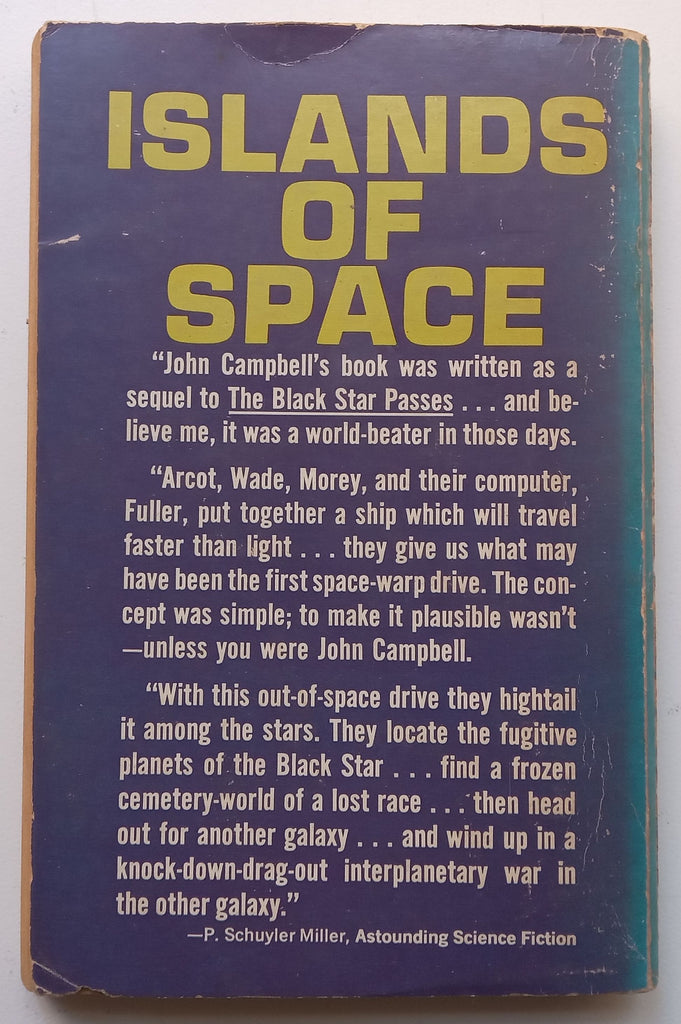 ISLANDS
OF
SPACE
“John Campbell’s book was written as a
sequel to The Black Star Passes . . . and be-
lieve me, it was a world-beater in those days.
“Arcot, Wade, Morey, and their computer,
Fuller, put together a ship which will travel
faster than light . . . they give us what may
have been the first space-warp drive. The con-
cept was simple; to make it plausible wasn’t
—unless you were John Campbell.
“With this out-of-space drive they hightail
it among the stars. They locate the fugitive
planets of the Black Star . . . find a frozen
cemetery-world of a lost race . . . then head
out for another galaxy . . . and wind up in a
knock-down-drag-out interplanetary war in
the other galaxy.”
—P. Schuyler Miller, Astounding Science Fiction